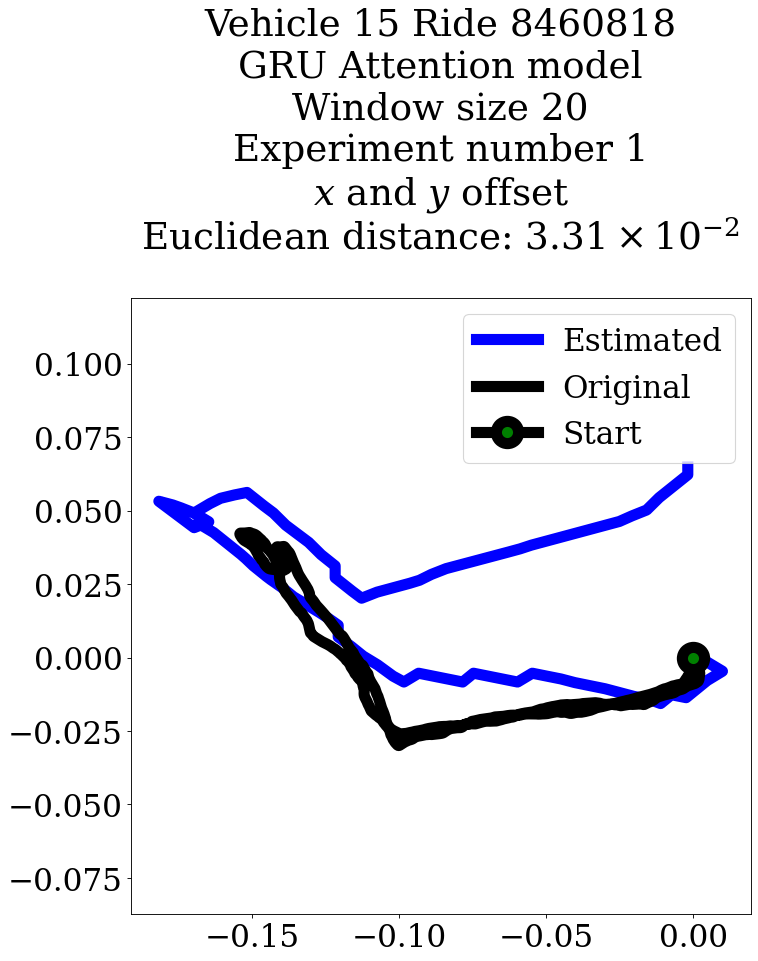 Vehicle 15 Ride 8460818
GRU Attention model
Window size 20
Experiment number 1
x and y offset
Euclidean distance: 3.31 × 10⁻²
Estimated
Original
Start
0.100
0.075
0.050
0.025
0.000
−0.025
−0.050
−0.075
−0.15
−0.10
−0.05
0.00